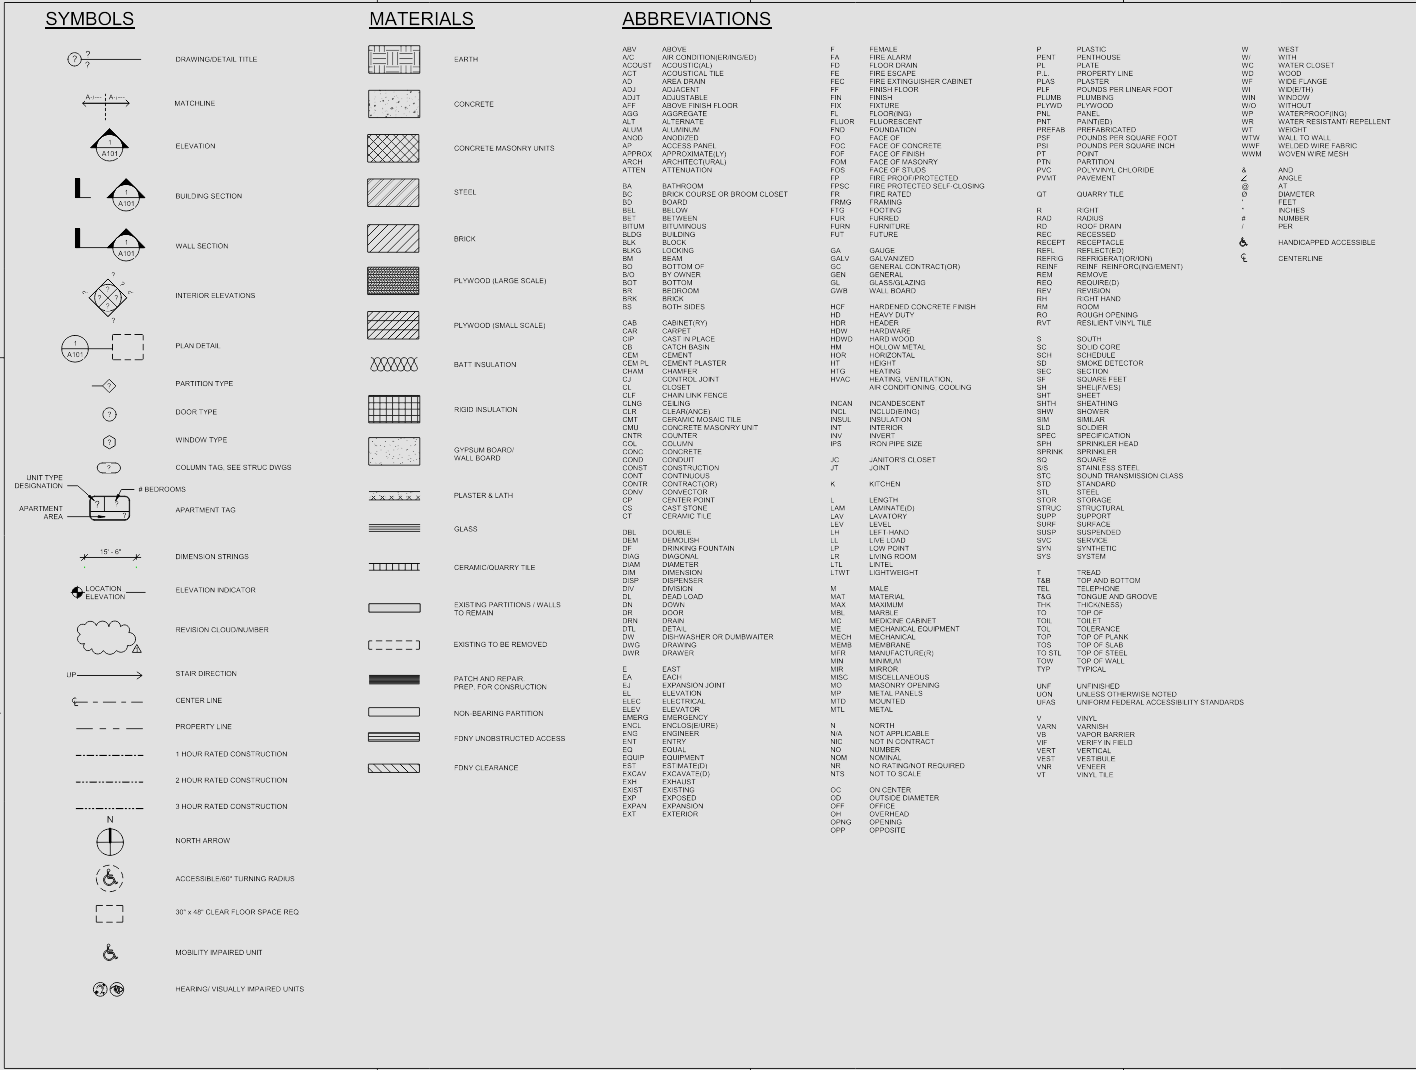 SYMBOLS
?
?
?
DRAWING/DETAIL TITLE
MATCHLINE
1
A101
ELEVATION
1
A101
BUILDING SECTION
1
A101
WALL SECTION
?
? ? ? ?
?
INTERIOR ELEVATIONS
1
A101
PLAN DETAIL
?
PARTITION TYPE
?
DOOR TYPE
?
WINDOW TYPE
?
COLUMN TAG, SEE STRUC DWGS
UNIT TYPE
DESIGNATION
# BEDROOMS
? ?
?
APARTMENT
AREA
APARTMENT TAG
15' - 6"
DIMENSION STRINGS
LOCATION
ELEVATION
ELEVATION INDICATOR
REVISION CLOUD/NUMBER
UP
STAIR DIRECTION
CENTER LINE
PROPERTY LINE
1 HOUR RATED CONSTRUCTION
2 HOUR RATED CONSTRUCTION
3 HOUR RATED CONSTRUCTION
N
NORTH ARROW
ACCESSIBLE/60" TURNING RADIUS
30" x 48" CLEAR FLOOR SPACE REQ
MOBILITY IMPAIRED UNIT
HEARING/ VISUALLY IMPAIRED UNITS
MATERIALS
EARTH
CONCRETE
CONCRETE MASONRY UNITS
STEEL
BRICK
PLYWOOD (LARGE SCALE)
PLYWOOD (SMALL SCALE)
BATT INSULATION
RIGID INSULATION
GYPSUM BOARD/
WALL BOARD
PLASTER & LATH
GLASS
CERAMIC/QUARRY TILE
EXISTING PARTITIONS / WALLS
TO REMAIN
EXISTING TO BE REMOVED
PATCH AND REPAIR.
PREP. FOR CONSRUCTION
NON-BEARING PARTITION
FDNY UNOBSTRUCTED ACCESS
FDNY CLEARANCE
ABBREVIATIONS
ABV ABOVE
A/C AIR CONDITION(ER/ING/ED)
ACOUST ACOUSTIC(AL)
ACT ACOUSTICAL TILE
AD AREA DRAIN
ADJ ADJACENT
ADJT ADJUSTABLE
AFF ABOVE FINISH FLOOR
AGG AGGREGATE
ALT ALTERNATE
ALUM ALUMINUM
ANOD ANODIZED
AP ACCESS PANEL
APPROX APPROXIMATE(LY)
ARCH ARCHITECT(URAL)
ATTEN ATTENUATION
BA BATHROOM
BC BRICK COURSE OR BROOM CLOSET
BD BOARD
BEL BELOW
BET BETWEEN
BITUM BITUMINOUS
BLDG BUILDING
BLK BLOCK
BLKG LOCKING
BM BEAM
BO BOTTOM OF
B/O BY OWNER
BOT BOTTOM
BR BEDROOM
BRK BRICK
BS BOTH SIDES
CAB CABINET(RY)
CAR CARPET
CIP CAST IN PLACE
CB CATCH BASIN
CEM CEMENT
CEM PL CEMENT PLASTER
CHAM CHAMFER
CJ CONTROL JOINT
CL CLOSET
CLF CHAIN LINK FENCE
CLNG CEILING
CLR CLEAR(ANCE)
CMT CERAMIC MOSAIC TILE
CMU CONCRETE MASONRY UNIT
CNTR COUNTER
COL COLUMN
CONC CONCRETE
COND CONDUIT
CONST CONSTRUCTION
CONT CONTINUOUS
CONTR CONTRACT(OR)
CONV CONVECTOR
CP CENTER POINT
CS CAST STONE
CT CERAMIC TILE
DBL DOUBLE
DEM DEMOLISH
DF DRINKING FOUNTAIN
DIAG DIAGONAL
DIAM DIAMETER
DIM DIMENSION
DISP DISPENSER
DIV DIVISION
DL DEAD LOAD
DN DOWN
DR DOOR
DRN DRAIN
DTL DETAIL
DW DISHWASHER OR DUMBWAITER
DWG DRAWING
DWR DRAWER
E EAST
EA EACH
EJ EXPANSION JOINT
EL ELEVATION
ELEC ELECTRICAL
ELEV ELEVATOR
EMERG EMERGENCY
ENCL ENCLOS(E/URE)
ENG ENGINEER
ENT ENTRY
EQ EQUAL
EQUIP EQUIPMENT
EST ESTIMATE(D)
EXCAV EXCAVATE(D)
EXH EXHAUST
EXIST EXISTING
EXP EXPOSED
EXPAN EXPANSION
EXT EXTERIOR
F FEMALE
FA FIRE ALARM
FD FLOOR DRAIN
FE FIRE ESCAPE
FEC FIRE EXTINGUISHER CABINET
FF FINISH FLOOR
FIN FINISH
FIX FIXTURE
FL FLOOR(ING)
FLUOR FLUORESCENT
FND FOUNDATION
FO FACE OF
FOC FACE OF CONCRETE
FOF FACE OF FINISH
FOM FACE OF MASONRY
FOS FACE OF STUDS
FP FIRE PROOF/PROTECTED
FPSC FIRE PROTECTED SELF-CLOSING
FR FIRE RATED
FRMG FRAMING
FTG FOOTING
FUR FURRED
FURN FURNITURE
FUT FUTURE
GA GAUGE
GALV GALVANIZED
GC GENERAL CONTRACT(OR)
GEN GENERAL
GL GLASS/GLAZING
GWB WALL BOARD
HCF HARDENED CONCRETE FINISH
HD HEAVY DUTY
HDR HEADER
HDW HARDWARE
HDWD HARD WOOD
HM HOLLOW METAL
HOR HORIZONTAL
HT HEIGHT
HTG HEATING
HVAC HEATING, VENTILATION,
AIR CONDITIONING, COOLING
INCAN INCANDESCENT
INCL INCLUD(E/ING)
INSUL INSULATION
INT INTERIOR
INV INVERT
IPS IRON PIPE SIZE
JC JANITOR'S CLOSET
JT JOINT
K KITCHEN
L LENGTH
LAM LAMINATE(D)
LAV LAVATORY
LEV LEVEL
LH LEFT-HAND
LL LIVE LOAD
LP LOW POINT
LR LIVING ROOM
LTL LINTEL
LTWT LIGHTWEIGHT
M MALE
MAT MATERIAL
MAX MAXIMUM
MBL MARBLE
MC MEDICINE CABINET
ME MECHANICAL EQUIPMENT
MECH MECHANICAL
MEMB MEMBRANE
MFR MANUFACTURE(R)
MIN MINIMUM
MIR MIRROR
MISC MISCELLANEOUS
MO MASONRY OPENING
MP METAL PANELS
MTD MOUNTED
MTL METAL
N NORTH
N/A NOT APPLICABLE
NIC NOT IN CONTRACT
NO NUMBER
NOM NOMINAL
NR NO RATING/NOT REQUIRED
NTS NOT TO SCALE
OC ON CENTER
OD OUTSIDE DIAMETER
OFF OFFICE
OH OVERHEAD
OPNG OPENING
OPP OPPOSITE
P PLASTIC
PENT PENTHOUSE
PL PLATE
P.L. PROPERTY LINE
PLAS PLASTER
PLF POUNDS PER LINEAR FOOT
PLUMB PLUMBING
PLYWD PLYWOOD
PNL PANEL
PNT PAINT(ED)
PREFAB PREFABRICATED
PSF POUNDS PER SQUARE FOOT
PSI POUNDS PER SQUARE INCH
PT POINT
PTN PARTITION
PVC POLYVINYL CHLORIDE
PVMT PAVEMENT
QT QUARRY TILE
R RIGHT
RAD RADIUS
RD ROOF DRAIN
REC RECESSED
RECEPT RECEPTACLE
REFL REFLECT(ED)
REFRIG REFRIGERAT(OR/ION)
REINF REINF REINFORC(ING/EMENT)
REM REMOVE
REQ REQUIRE(D)
REV REVISION
RH RIGHT HAND
RM ROOM
RO ROUGH OPENING
RVT RESILIENT VINYL TILE
S SOUTH
SC SOLID CORE
SCH SCHEDULE
SD SMOKE DETECTOR
SEC SECTION
SF SQUARE FEET
SH SHEL(F/VES)
SHT SHEET
SHTH SHEATHING
SHW SHOWER
SIM SIMILAR
SLD SOLDIER
SPEC SPECIFICATION
SPH SPRINKLER HEAD
SPRINK SPRINKLER
SQ SQUARE
S/S STAINLESS STEEL
STC SOUND TRANSMISSION CLASS
STD STANDARD
STL STEEL
STOR STORAGE
STRUC STRUCTURAL
SUPP SUPPORT
SURF SURFACE
SUSP SUSPENDED
SVC SERVICE
SYN SYNTHETIC
SYS SYSTEM
T TREAD
T&B TOP AND BOTTOM
TEL TELEPHONE
T&G TONGUE AND GROOVE
THK THICK(NESS)
TO TOP OF
TOIL TOILET
TOL TOLERANCE
TOP TOP OF PLANK
TOS TOP OF SLAB
TO STL TOP OF STEEL
TOW TOP OF WALL
TYP TYPICAL
UNF UNFINISHED
UON UNLESS OTHERWISE NOTED
UFAS UNIFORM FEDERAL ACCESSIBILITY STANDARDS
V VINYL
VARN VARNISH
VB VAPOR BARRIER
VIF VERIFY IN FIELD
VERT VERTICAL
VEST VESTIBULE
VNR VENEER
VT VINYL TILE
W WEST
W/ WITH
WC WATER CLOSET
WD WOOD
WF WIDE FLANGE
WI WID(E/TH)
WIN WINDOW
W/O WITHOUT
WP WATERPROOF(ING)
WR WATER RESISTANT/ REPELLENT
WT WEIGHT
WTW WALL TO WALL
WWF WELDED WIRE FABRIC
WWM WOVEN WIRE MESH
& AND
∠ ANGLE
@ AT
Ø DIAMETER
' FEET
" INCHES
# NUMBER
/ PER
HANDICAPPED ACCESSIBLE
℄ CENTERLINE